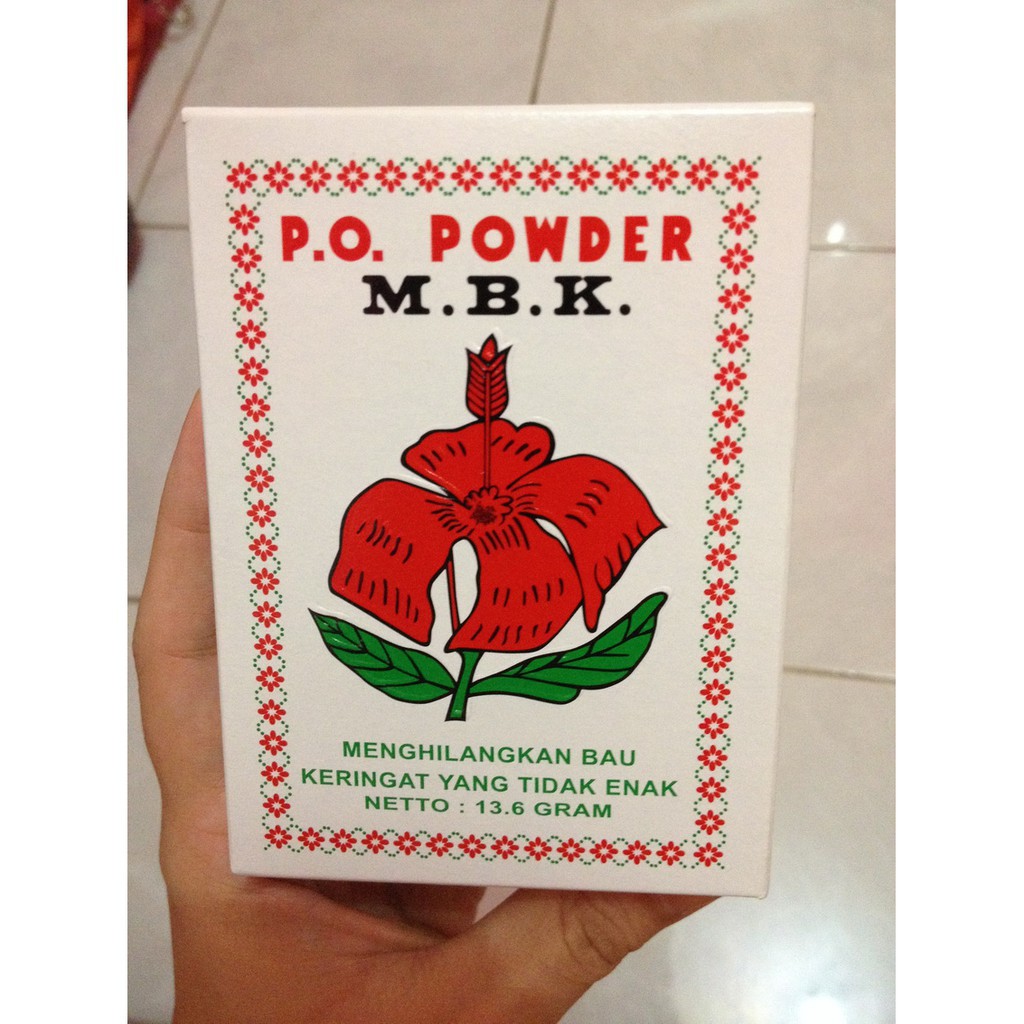 P.O. POWDER
M.B.K.
MENGHILANGKAN BAU
KERINGAT YANG TIDAK ENAK
NETTO : 13.6 GRAM